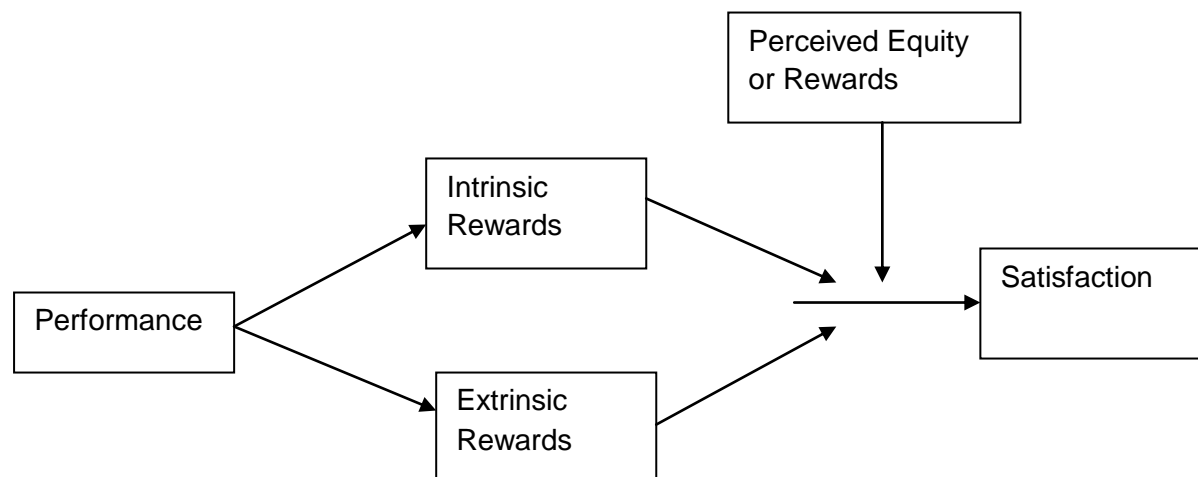 Perceived Equity
or Rewards
Intrinsic
Rewards
Satisfaction
Performance
Extrinsic
Rewards